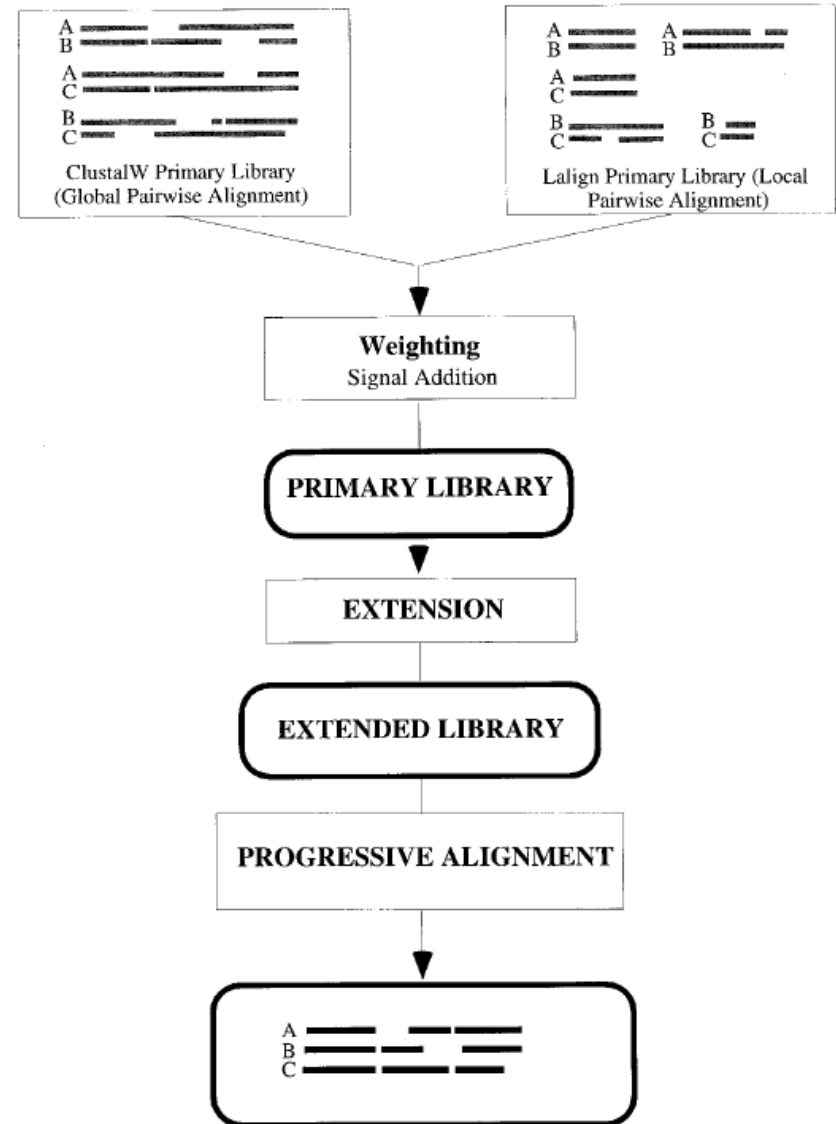 A
B
A
C
B
C
ClustalW Primary Library
(Global Pairwise Alignment)
A
B
A
B
A
C
B
C
B
C
Lalign Primary Library (Local
Pairwise Alignment)
Weighting
Signal Addition
PRIMARY LIBRARY
EXTENSION
EXTENDED LIBRARY
PROGRESSIVE ALIGNMENT
A
B
C